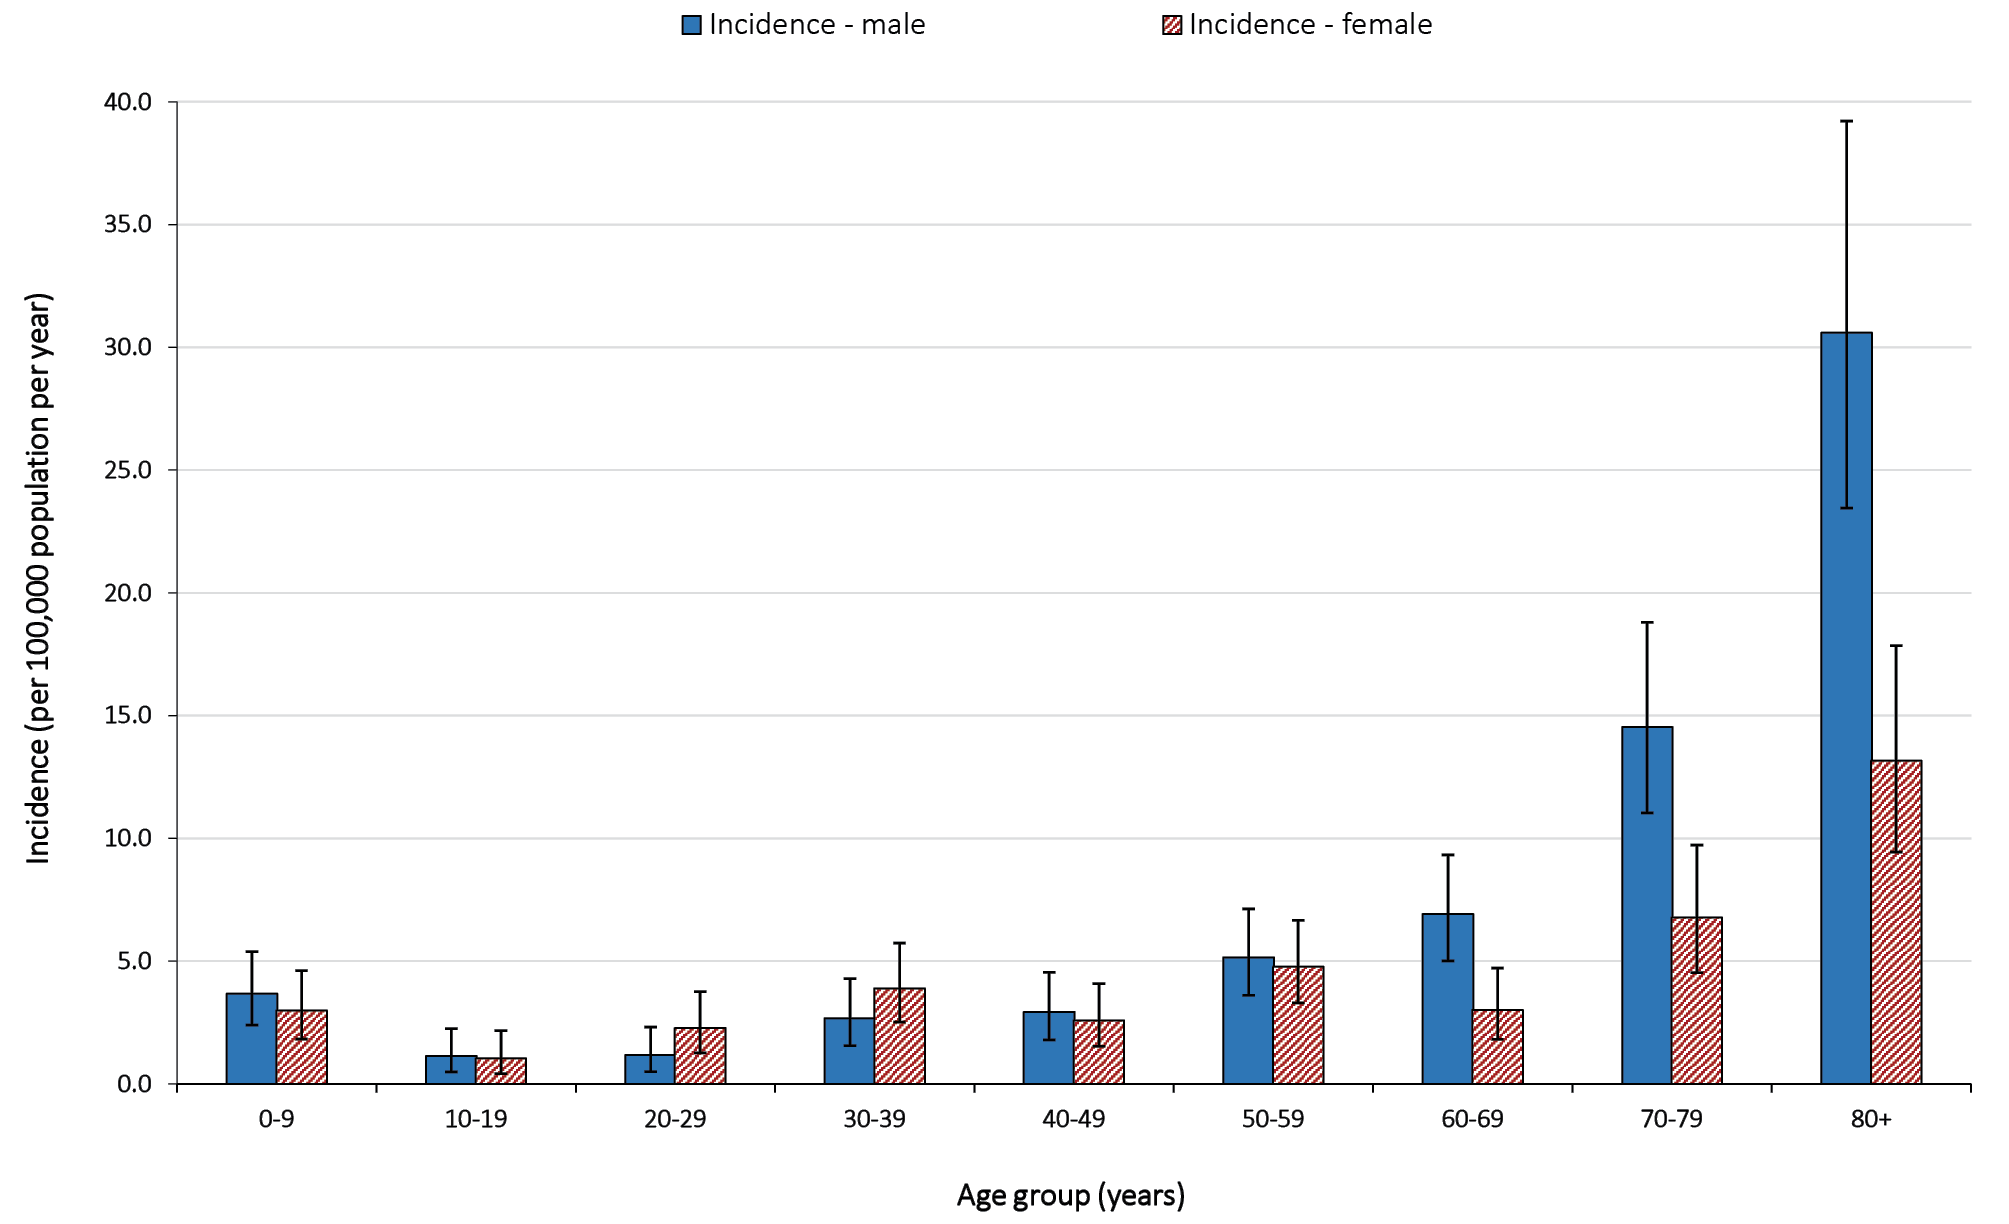 Incidence - male Incidence - female
40.0
35.0
30.0
25.0
20.0
15.0
10.0
5.0
0.0
Incidence (per 100,000 population per year)
0-9 10-19 20-29 30-39 40-49 50-59 60-69 70-79 80+
Age group (years)